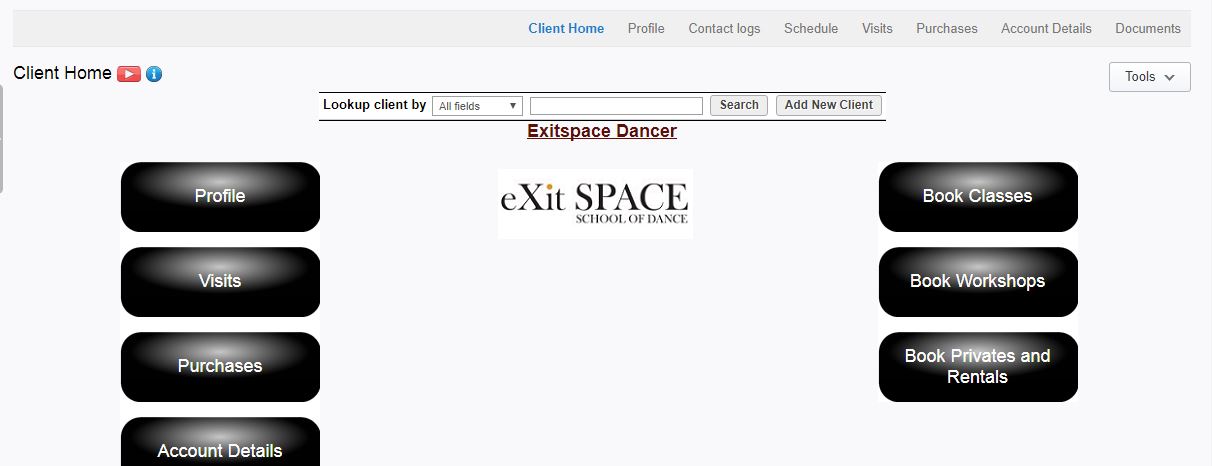 Client Home Profile Contact logs Schedule Visits Purchases Account Details Documents
Client Home
Tools
Lookup client by All fields Search Add New Client
Exitspace Dancer
Profile
eXit SPACE
SCHOOL OF DANCE
Book Classes
Visits
Book Workshops
Purchases
Book Privates and
Rentals
Account Details